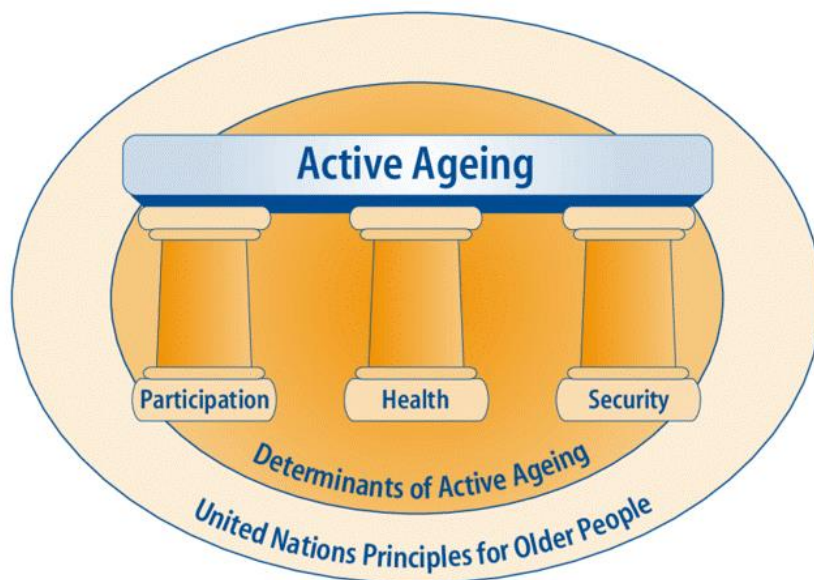 Active Ageing
Participation
Health
Security
Determinants of Active Ageing
United Nations Principles for Older People